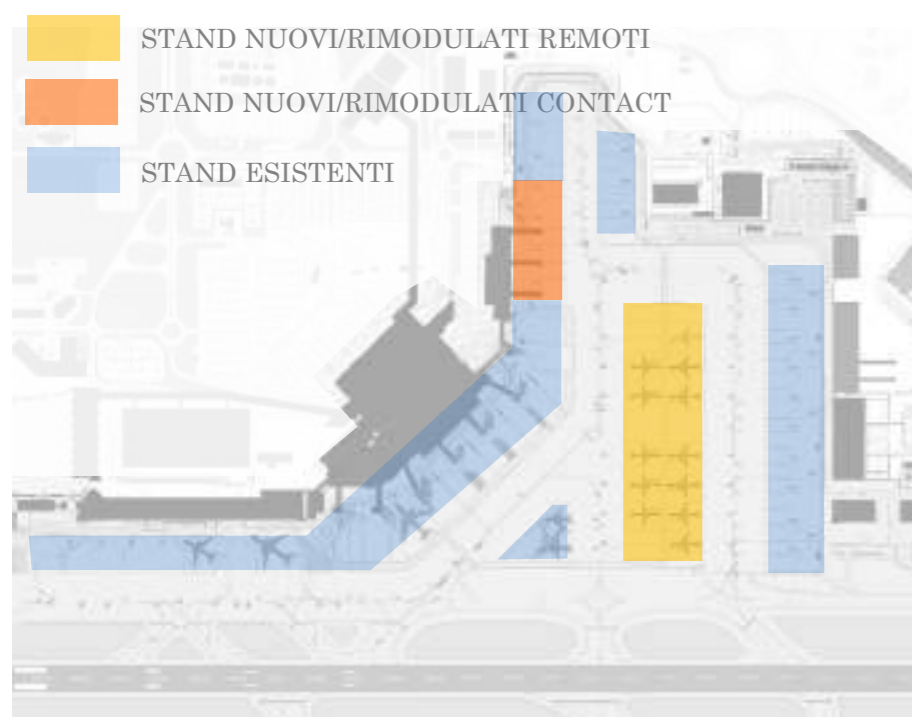 STAND NUOVI/RIMODULATI REMOTI
STAND NUOVI/RIMODULATI CONTACT
STAND ESISTENTI